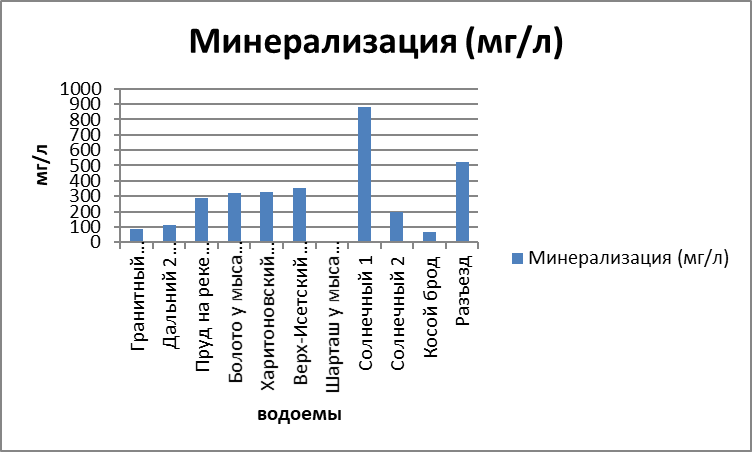 Минерализация (мг/л)
мг/л
1000
900
800
700
600
500
400
300
200
100
0
Гранитный...
Дальний 2...
Пруд на реке...
Болото у мыса...
Харитоновский...
Верх-Исетский...
Шарташ у мыса...
Солнечный 1
Солнечный 2
Косой брод
Разъезд
водоемы
Минерализация (мг/л)